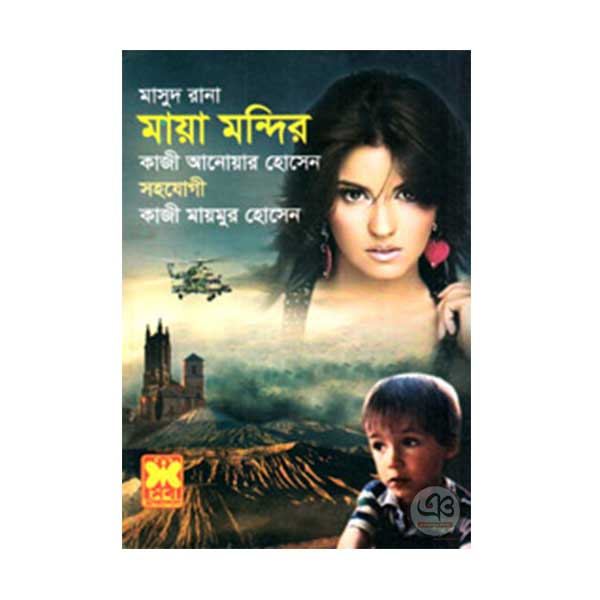 মাসুদ রানা
মায়া মন্দির
কাজী আনোয়ার হোসেন
সহযোগী
কাজী মায়মুর হোসেন